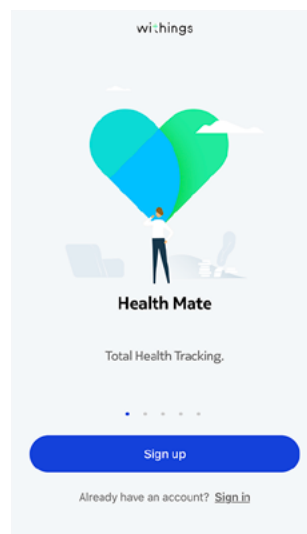 withings
Health Mate
Total Health Tracking.
Sign up
Already have an account? Sign in